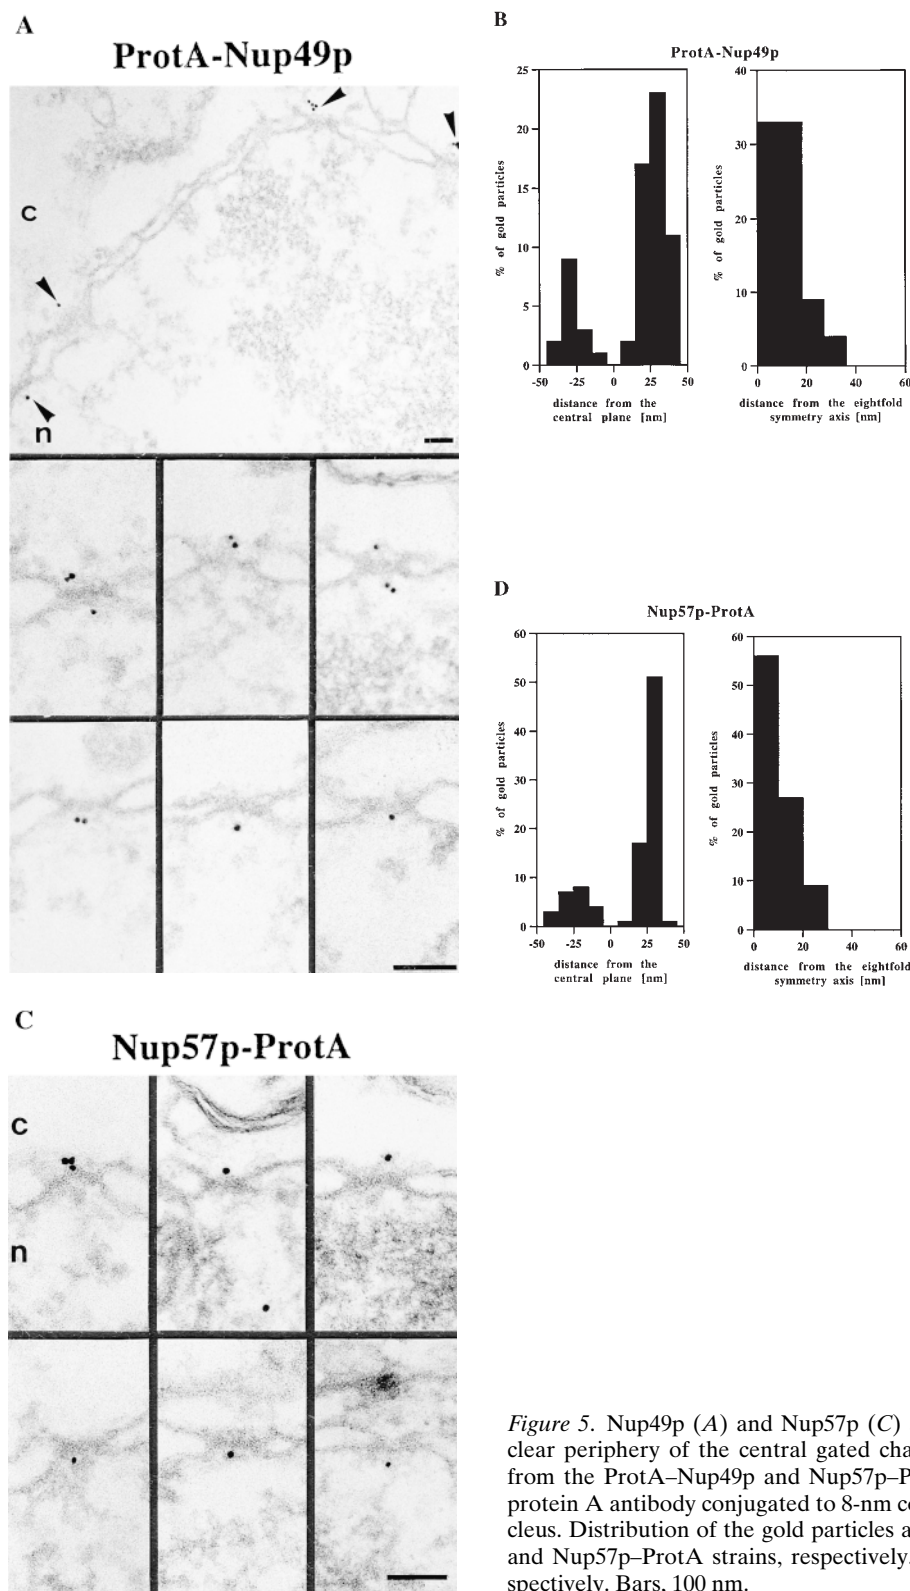 A
ProtA-Nup49p
c
n
B
ProtA-Nup49p
% of gold particles
25
20
15
10
5
0
-50 -25 0 25 50
distance from the
central plane [nm]
% of gold particles
40
30
20
10
0
0 20 40 60
distance from the eightfold
symmetry axis [nm]
D
Nup57p-ProtA
% of gold particles
60
50
40
30
20
10
0
-50 -25 0 25 50
distance from the
central plane [nm]
% of gold particles
60
50
40
30
20
10
0
0 20 40 60
distance from the eightfold
symmetry axis [nm]
C
Nup57p-ProtA
c
n
Figure 5. Nup49p (A) and Nup57p (C)
clear periphery of the central gated cha
from the ProtA–Nup49p and Nup57p–P
protein A antibody conjugated to 8-nm co
cleus. Distribution of the gold particles a
and Nup57p–ProtA strains, respectively.
spectively. Bars, 100 nm.